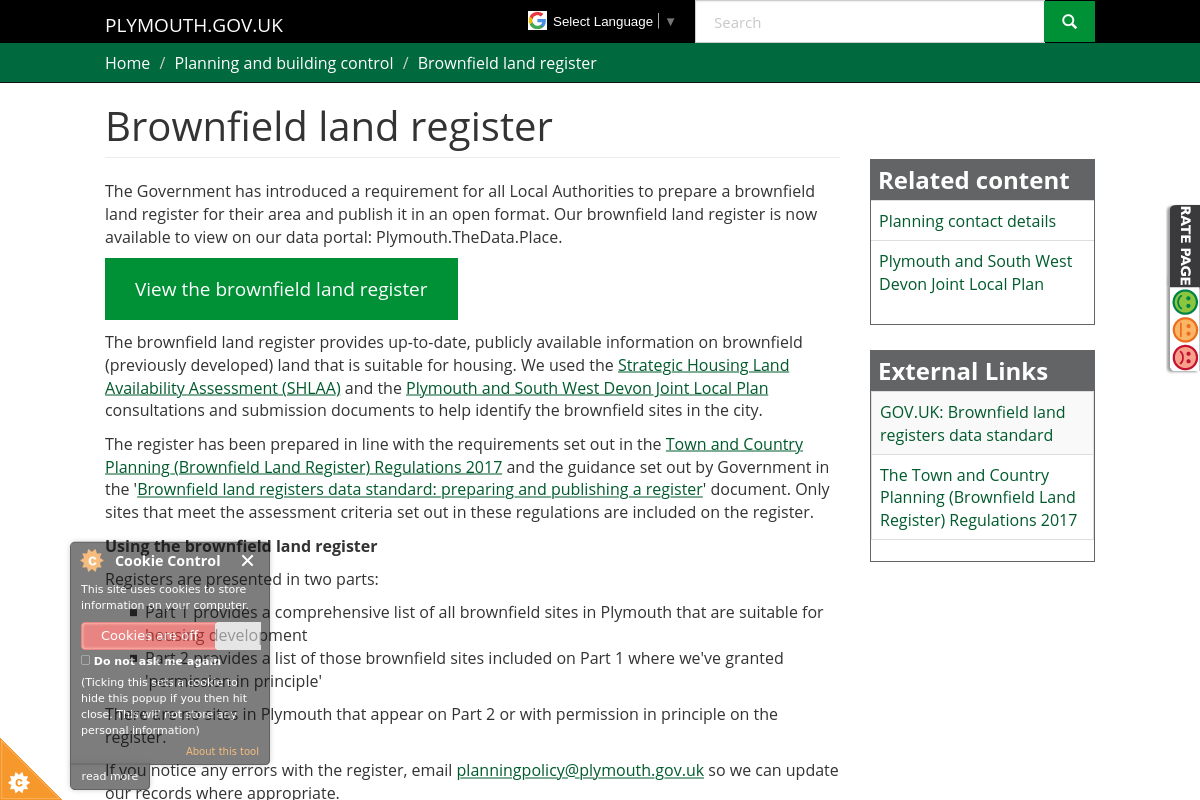 PLYMOUTH.GOV.UK
Select Language
▼
Search
Home / Planning and building control / Brownfield land register
Brownfield land register
The Government has introduced a requirement for all Local Authorities to prepare a brownfield
land register for their area and publish it in an open format. Our brownfield land register is now
available to view on our data portal: Plymouth.TheData.Place.
View the brownfield land register
The brownfield land register provides up-to-date, publicly available information on brownfield
(previously developed) land that is suitable for housing. We used the Strategic Housing Land
Availability Assessment (SHLAA) and the Plymouth and South West Devon Joint Local Plan
consultations and submission documents to help identify the brownfield sites in the city.
The register has been prepared in line with the requirements set out in the Town and Country
Planning (Brownfield Land Register) Regulations 2017 and the guidance set out by Government in
the 'Brownfield land registers data standard: preparing and publishing a register' document. Only
sites that meet the assessment criteria set out in these regulations are included on the register.
Using the brownfield land register
Registers are presented in two parts:
Part 1 provides a comprehensive list of all brownfield sites in Plymouth that are suitable for
housing development
Part 2 provides a list of those brownfield sites included on Part 1 where we've granted
'permission in principle'
sites in Plymouth that appear on Part 2 or with permission in principle on the
register.
If you notice any errors with the register, email planningpolicy@plymouth.gov.uk so we can update
our records where appropriate.
Related content
Planning contact details
Plymouth and South West
Devon Joint Local Plan
External Links
GOV.UK: Brownfield land
registers data standard
The Town and Country
Planning (Brownfield Land
Register) Regulations 2017
RATE PAGE
Cookie Control
This site uses cookies to store
information on your computer.
Cookies are off
Do not ask me again
(Ticking this sets a cookie to
hide this popup if you then hit
close. This will not store any
personal information)
About this tool
read more